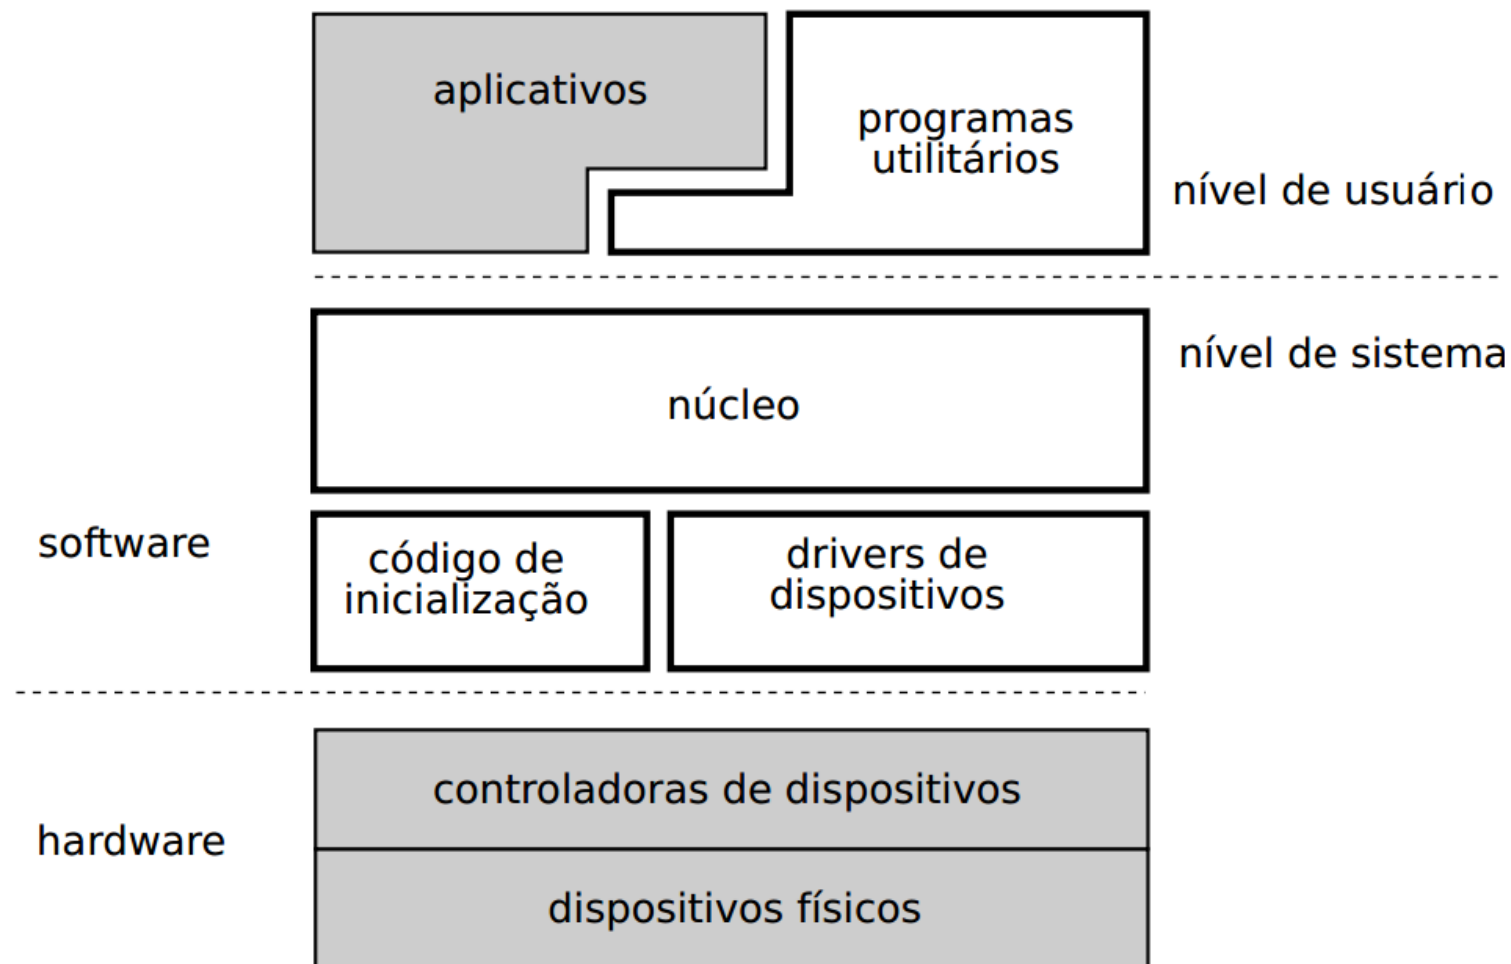 aplicativos
programas
utilitários
nível de usuário
nível de sistema
núcleo
software
código de
inicialização
drivers de
dispositivos
controladoras de dispositivos
hardware
dispositivos físicos